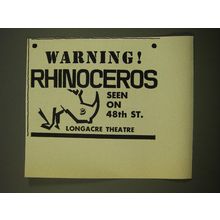 WARNING!
RHINOCEROS
SEEN
ON
48th ST.
LONGACRE THEATRE